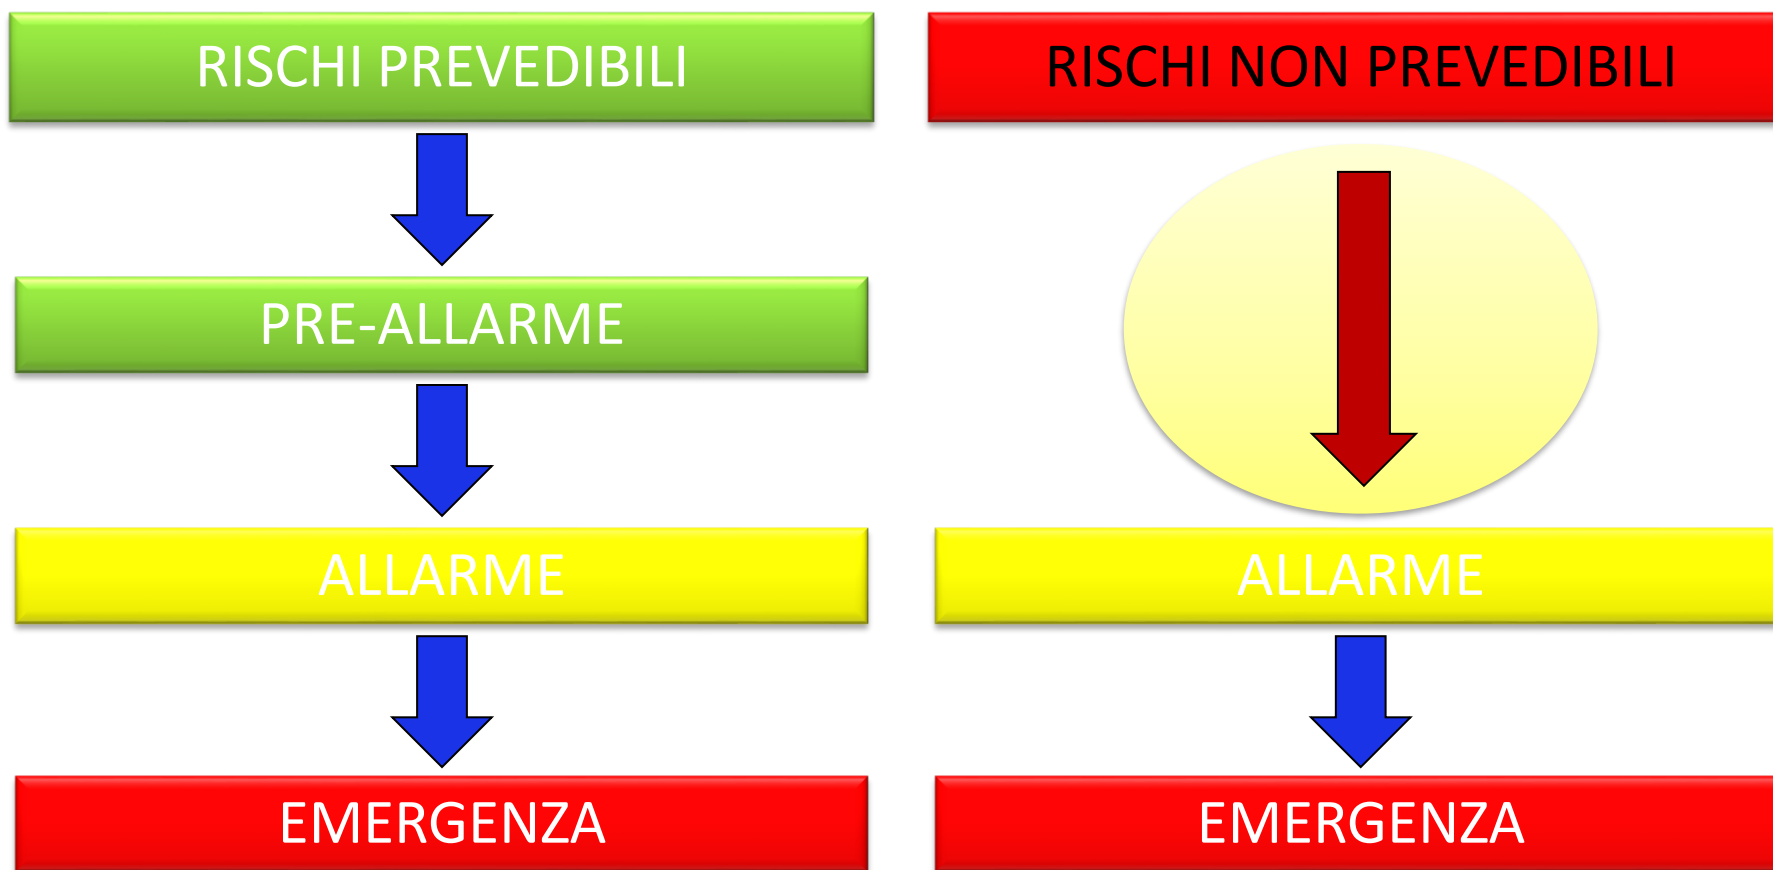 RISCHI PREVEDIBILI
PRE-ALLARME
ALLARME
EMERGENZA
RISCHI NON PREVEDIBILI
ALLARME
EMERGENZA